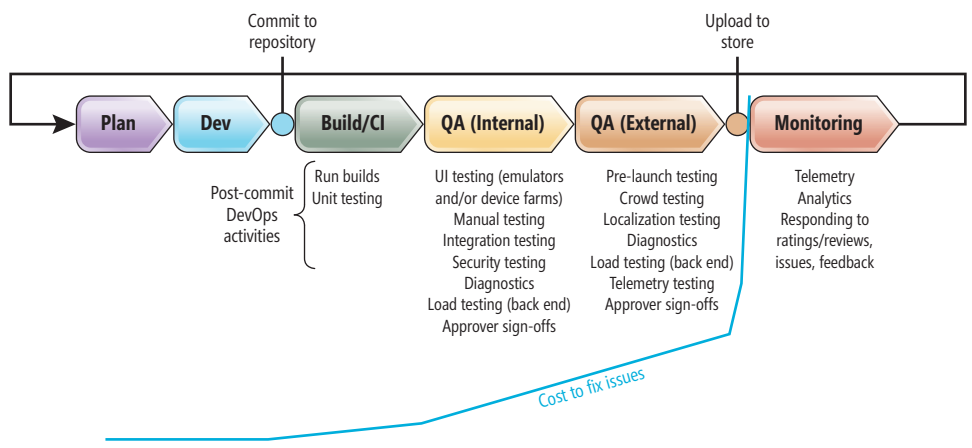 Commit to
repository
Upload to
store
Plan
Dev
Build/CI
QA (Internal)
QA (External)
Monitoring
Post-commit
DevOps
activities
Run builds
Unit testing
UI testing (emulators
and/or device farms)
Manual testing
Integration testing
Security testing
Diagnostics
Load testing (back end)
Approver sign-offs
Pre-launch testing
Crowd testing
Localization testing
Diagnostics
Load testing (back end)
Telemetry testing
Approver sign-offs
Telemetry
Analytics
Responding to
ratings/reviews,
issues, feedback
Cost to fix issues